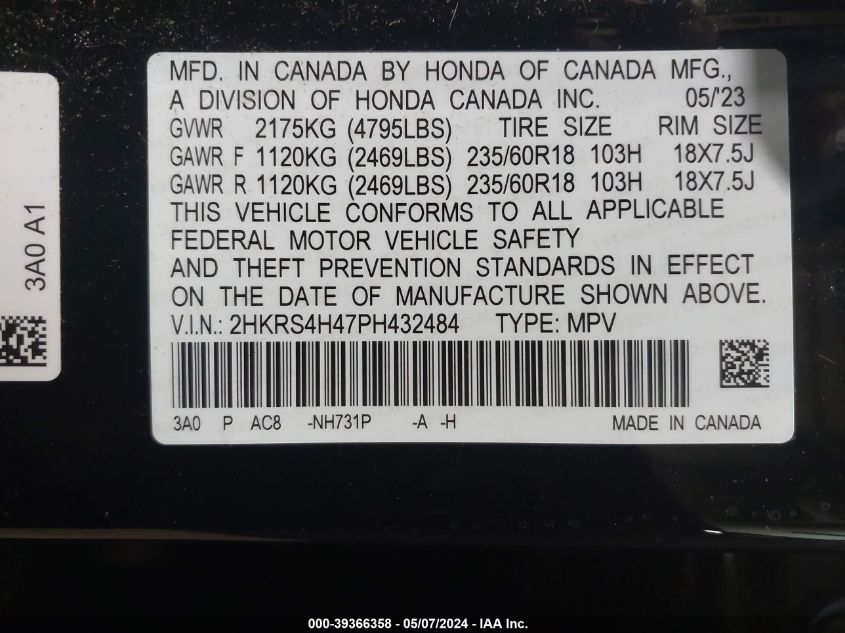 MFD. IN CANADA BY HONDA OF CANADA MFG.,
A DIVISION OF HONDA CANADA INC. 05/'23
GVWR 2175KG (4795LBS) TIRE SIZE RIM SIZE
GAWR F 1120KG (2469LBS) 235/60R18 103H 18X7.5J
GAWR R 1120KG (2469LBS) 235/60R18 103H 18X7.5J
THIS VEHICLE CONFORMS TO ALL APPLICABLE
FEDERAL MOTOR VEHICLE SAFETY
AND THEFT PREVENTION STANDARDS IN EFFECT
ON THE DATE OF MANUFACTURE SHOWN ABOVE.
V.I.N.: 2HKRS4H47PH432484 TYPE: MPV
3A0 P AC8 -NH731P -A -H MADE IN CANADA
3A0 A1
000-39366358 - 05/07/2024 - IAA Inc.